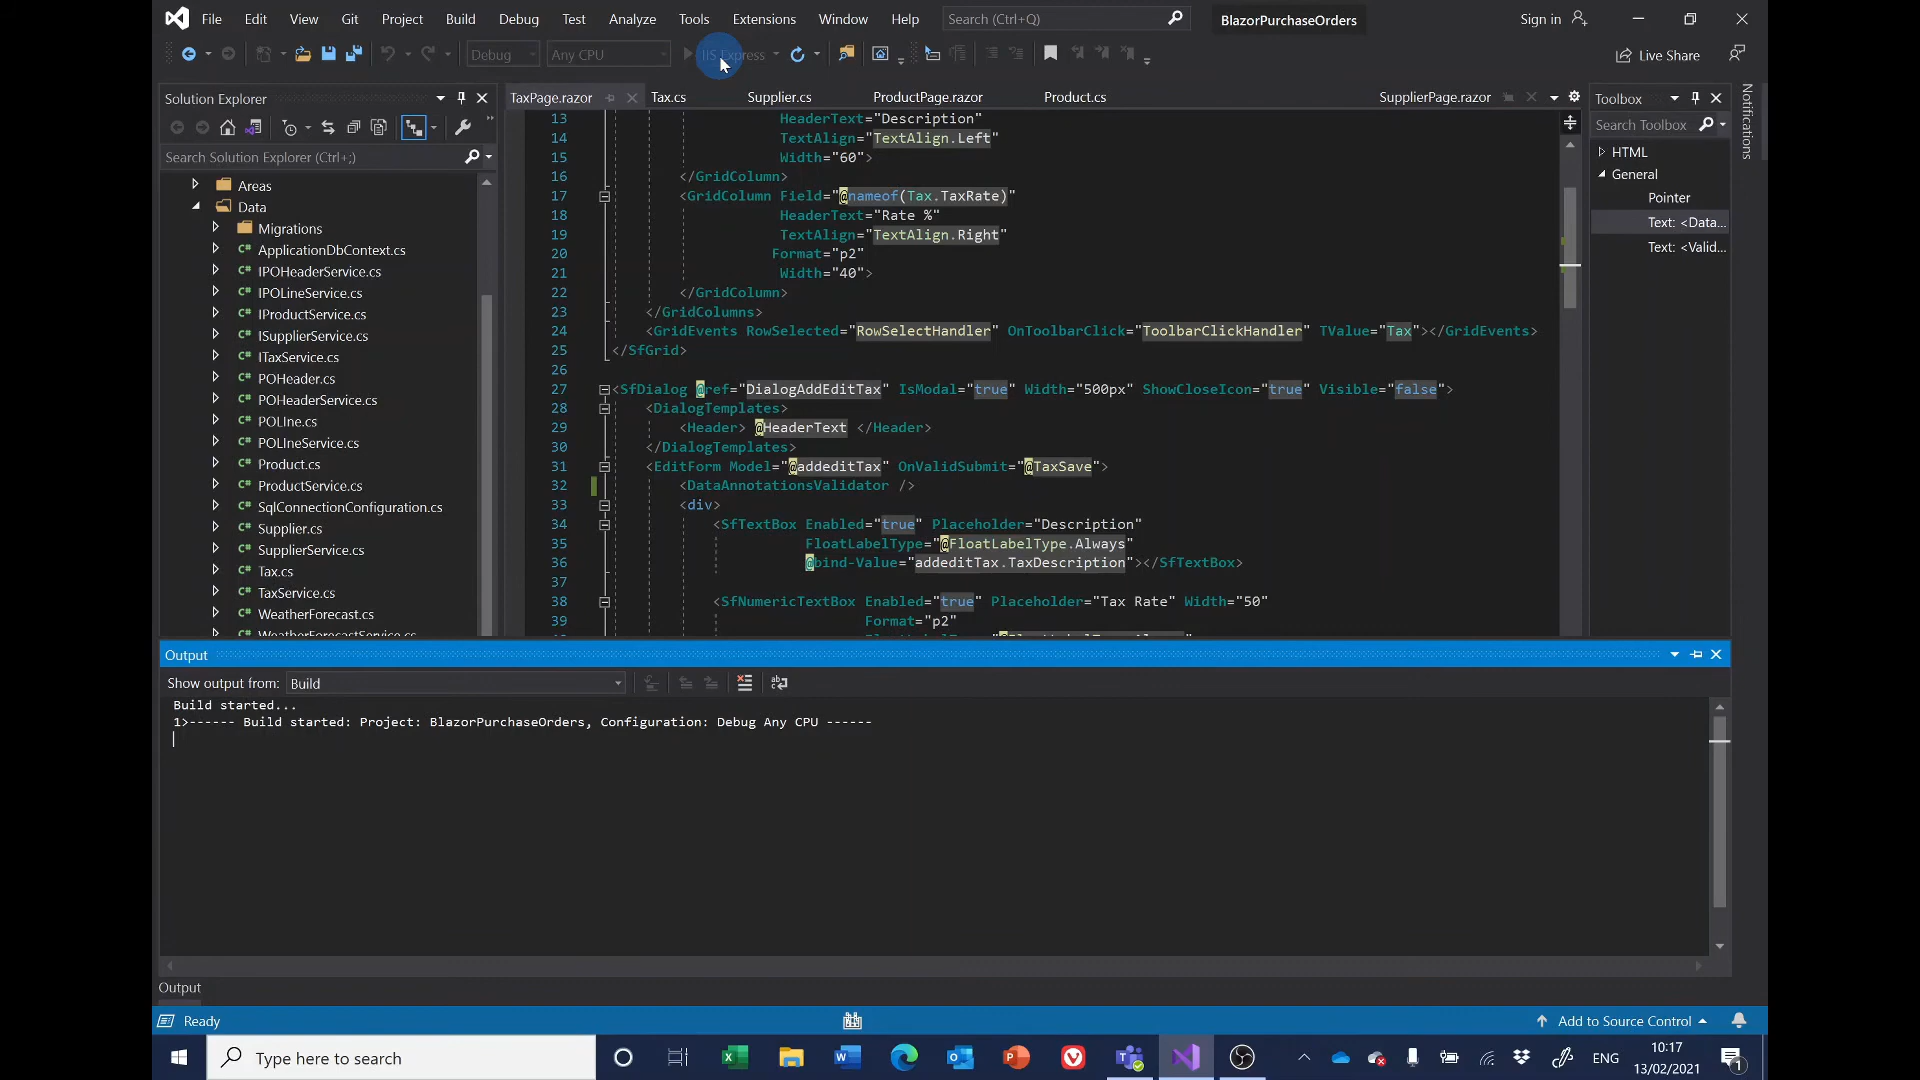 File Edit View Git Project Build Debug Test Analyze Tools Extensions Window Help Search (Ctrl+Q) BlazorPurchaseOrders Sign in
Debug Any CPU IIS Express Live Share
Solution Explorer
Search Solution Explorer (Ctrl+;)
Areas
Data
Migrations
ApplicationDbContext.cs
IPOHeaderService.cs
IPOLineService.cs
IProductService.cs
ISupplierService.cs
ITaxService.cs
POHeader.cs
POHeaderService.cs
POLIne.cs
POLIneService.cs
Product.cs
ProductService.cs
SqlConnectionConfiguration.cs
Supplier.cs
SupplierService.cs
Tax.cs
TaxService.cs
WeatherForecast.cs
WeatherForecastService.cs
TaxPage.razor Tax.cs Supplier.cs ProductPage.razor Product.cs SupplierPage.razor
13 HeaderText="Description"
14 TextAlign="TextAlign.Left"
15 Width="60">
16 </GridColumn>
17 <GridColumn Field="@nameof(Tax.TaxRate)"
18 HeaderText="Rate %"
19 TextAlign="TextAlign.Right"
20 Format="p2"
21 Width="40">
22 </GridColumn>
23 </GridColumns>
24 <GridEvents RowSelected="RowSelectHandler" OnToolbarClick="ToolbarClickHandler" TValue="Tax"></GridEvents>
25 </SfGrid>
26
27 <SfDialog @ref="DialogAddEditTax" IsModal="true" Width="500px" ShowCloseIcon="true" Visible="false">
28 <DialogTemplates>
29 <Header> @HeaderText </Header>
30 </DialogTemplates>
31 <EditForm Model="@addeditTax" OnValidSubmit="@TaxSave">
32 <DataAnnotationsValidator />
33 <div>
34 <SfTextBox Enabled="true" Placeholder="Description"
35 FloatLabelType="@FloatLabelType.Always"
36 @bind-Value="addeditTax.TaxDescription"></SfTextBox>
37
38 <SfNumericTextBox Enabled="true" Placeholder="Tax Rate" Width="50"
39 Format="p2"
Toolbox
Search Toolbox
HTML
General
Pointer
Text: <Data...
Text: <Valid...
Notifications
Output
Show output from: Build
Build started...
1>------ Build started: Project: BlazorPurchaseOrders, Configuration: Debug Any CPU ------
Output
Ready Add to Source Control
Type here to search ENG 10:17
13/02/2021
1